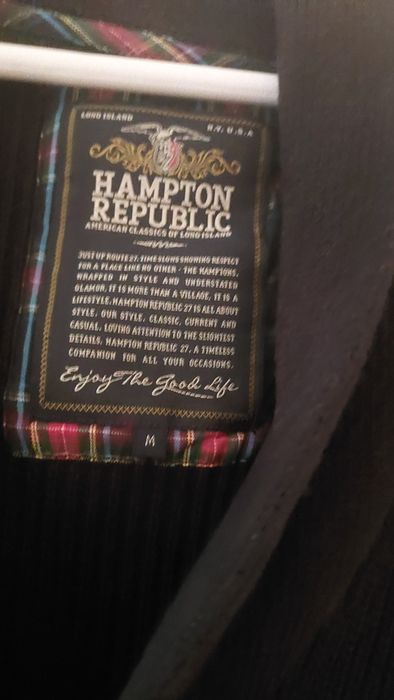 LONG ISLAND N.Y. U.S.A
HAMPTON
REPUBLIC
AMERICAN CLASSICS OF LONG ISLAND
JUST UP ROUTE 27. TIME SLOWS SHOWING RESPECT
FOR A PLACE LIKE NO OTHER - THE HAMPTONS.
WRAPPED IN STYLE AND UNDERSTATED
GLAMOR. IT IS MORE THAN A VILLAGE. IT IS A
LIFESTYLE. HAMPTON REPUBLIC 27 IS ALL ABOUT
STYLE. OUR STYLE. CLASSIC, CURRENT AND
CASUAL. LOVING ATTENTION TO THE SLIGHTEST
DETAILS. HAMPTON REPUBLIC 27. A TIMELESS
COMPANION FOR ALL YOUR OCCASIONS.
Enjoy The Good Life
M